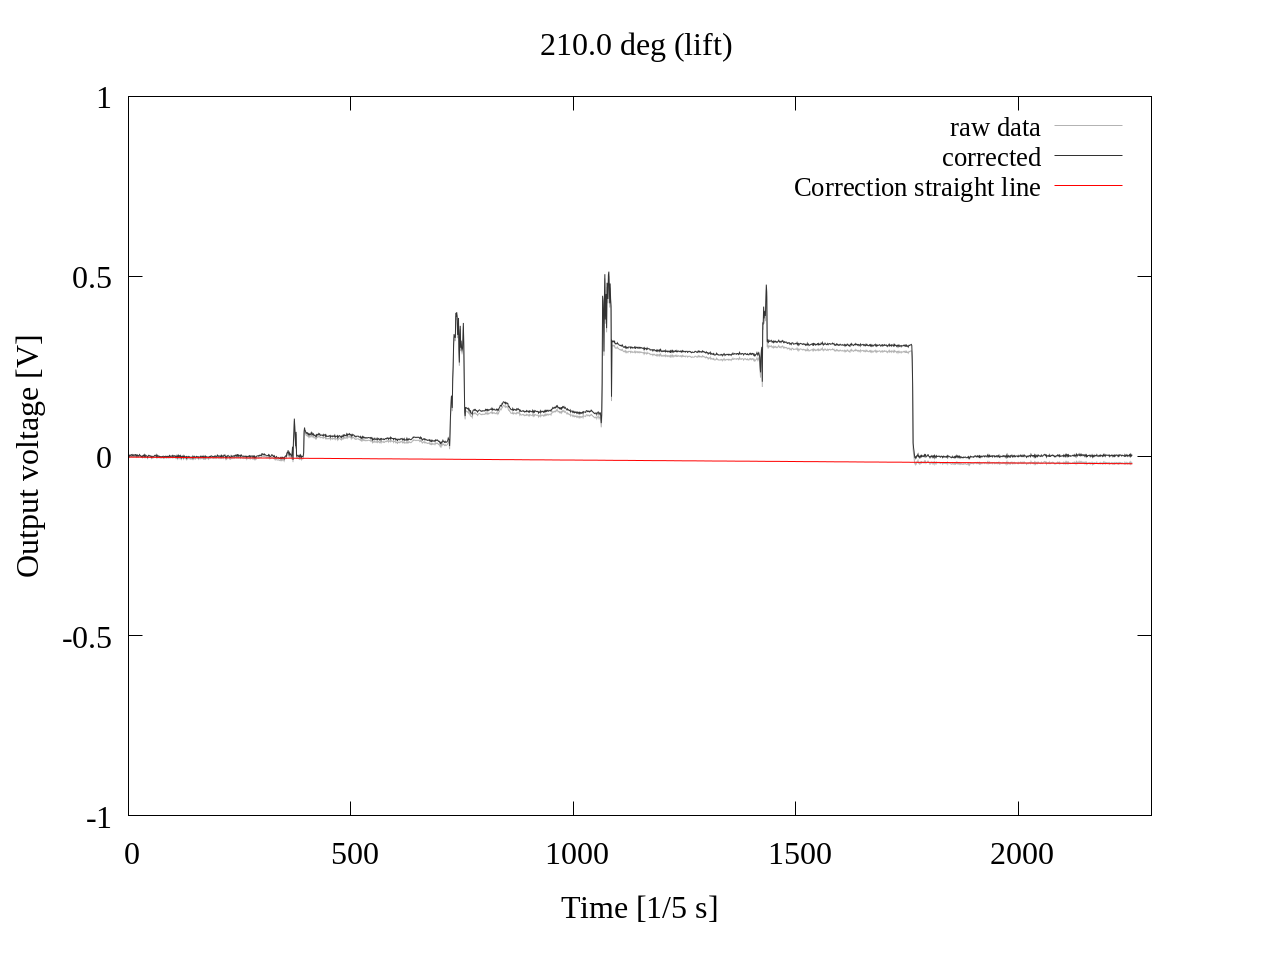 210.0 deg (lift)
1
0.5
0
-0.5
-1
Output voltage [V]
raw data
corrected
Correction straight line
0 500 1000 1500 2000
Time [1/5 s]